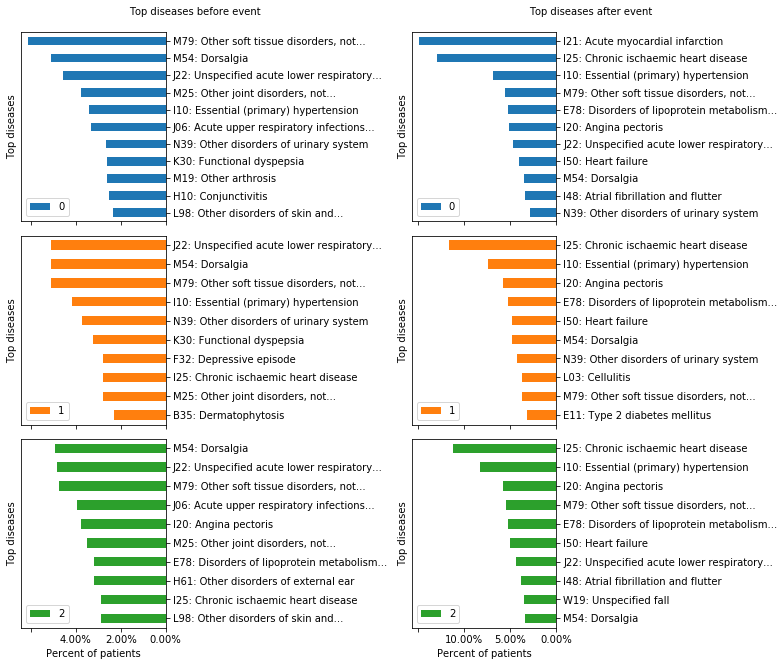 Top diseases before event
Top diseases
M79: Other soft tissue disorders, not...
M54: Dorsalgia
J22: Unspecified acute lower respiratory...
M25: Other joint disorders, not...
I10: Essential (primary) hypertension
J06: Acute upper respiratory infections...
N39: Other disorders of urinary system
K30: Functional dyspepsia
M19: Other arthrosis
H10: Conjunctivitis
L98: Other disorders of skin and...
0
Top diseases
J22: Unspecified acute lower respiratory...
M54: Dorsalgia
M79: Other soft tissue disorders, not...
I10: Essential (primary) hypertension
N39: Other disorders of urinary system
K30: Functional dyspepsia
F32: Depressive episode
I25: Chronic ischaemic heart disease
M25: Other joint disorders, not...
B35: Dermatophytosis
1
Top diseases
M54: Dorsalgia
J22: Unspecified acute lower respiratory...
M79: Other soft tissue disorders, not...
J06: Acute upper respiratory infections...
I20: Angina pectoris
M25: Other joint disorders, not...
E78: Disorders of lipoprotein metabolism...
H61: Other disorders of external ear
I25: Chronic ischaemic heart disease
L98: Other disorders of skin and...
2
4.00% 2.00% 0.00%
Percent of patients
Top diseases after event
Top diseases
I21: Acute myocardial infarction
I25: Chronic ischaemic heart disease
I10: Essential (primary) hypertension
M79: Other soft tissue disorders, not...
E78: Disorders of lipoprotein metabolism...
I20: Angina pectoris
J22: Unspecified acute lower respiratory...
I50: Heart failure
M54: Dorsalgia
I48: Atrial fibrillation and flutter
N39: Other disorders of urinary system
0
Top diseases
I25: Chronic ischaemic heart disease
I10: Essential (primary) hypertension
I20: Angina pectoris
E78: Disorders of lipoprotein metabolism...
I50: Heart failure
M54: Dorsalgia
N39: Other disorders of urinary system
L03: Cellulitis
M79: Other soft tissue disorders, not...
E11: Type 2 diabetes mellitus
1
Top diseases
I25: Chronic ischaemic heart disease
I10: Essential (primary) hypertension
I20: Angina pectoris
M79: Other soft tissue disorders, not...
E78: Disorders of lipoprotein metabolism...
I50: Heart failure
J22: Unspecified acute lower respiratory...
I48: Atrial fibrillation and flutter
W19: Unspecified fall
M54: Dorsalgia
2
10.00% 5.00% 0.00%
Percent of patients